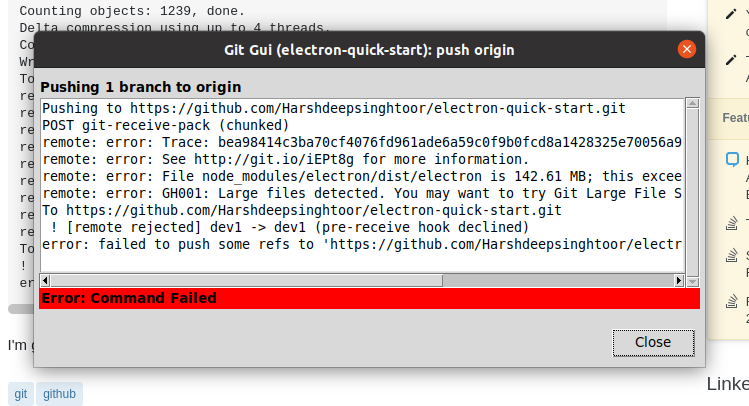 Counting objects: 1239, done.
Delta compression using up to 4 threads.
Git Gui (electron-quick-start): push origin
Pushing 1 branch to origin
Pushing to https://github.com/Harshdeepsinghtoor/electron-quick-start.git
POST git-receive-pack (chunked)
remote: error: Trace: bea98414c3ba70cf4076fd961ade6a59c0f9b0fcd8a1428325e70056a9
remote: error: See http://git.io/iEPt8g for more information.
remote: error: File node_modules/electron/dist/electron is 142.61 MB; this excee
remote: error: GH001: Large files detected. You may want to try Git Large File S
To https://github.com/Harshdeepsinghtoor/electron-quick-start.git
! [remote rejected] dev1 -> dev1 (pre-receive hook declined)
error: failed to push some refs to 'https://github.com/Harshdeepsinghtoor/electr
Error: Command Failed
Close
Co
Wr
To
re
re
re
re
re
re
re
re
re
To
!
er
I'm
git
github
Featu
Linke